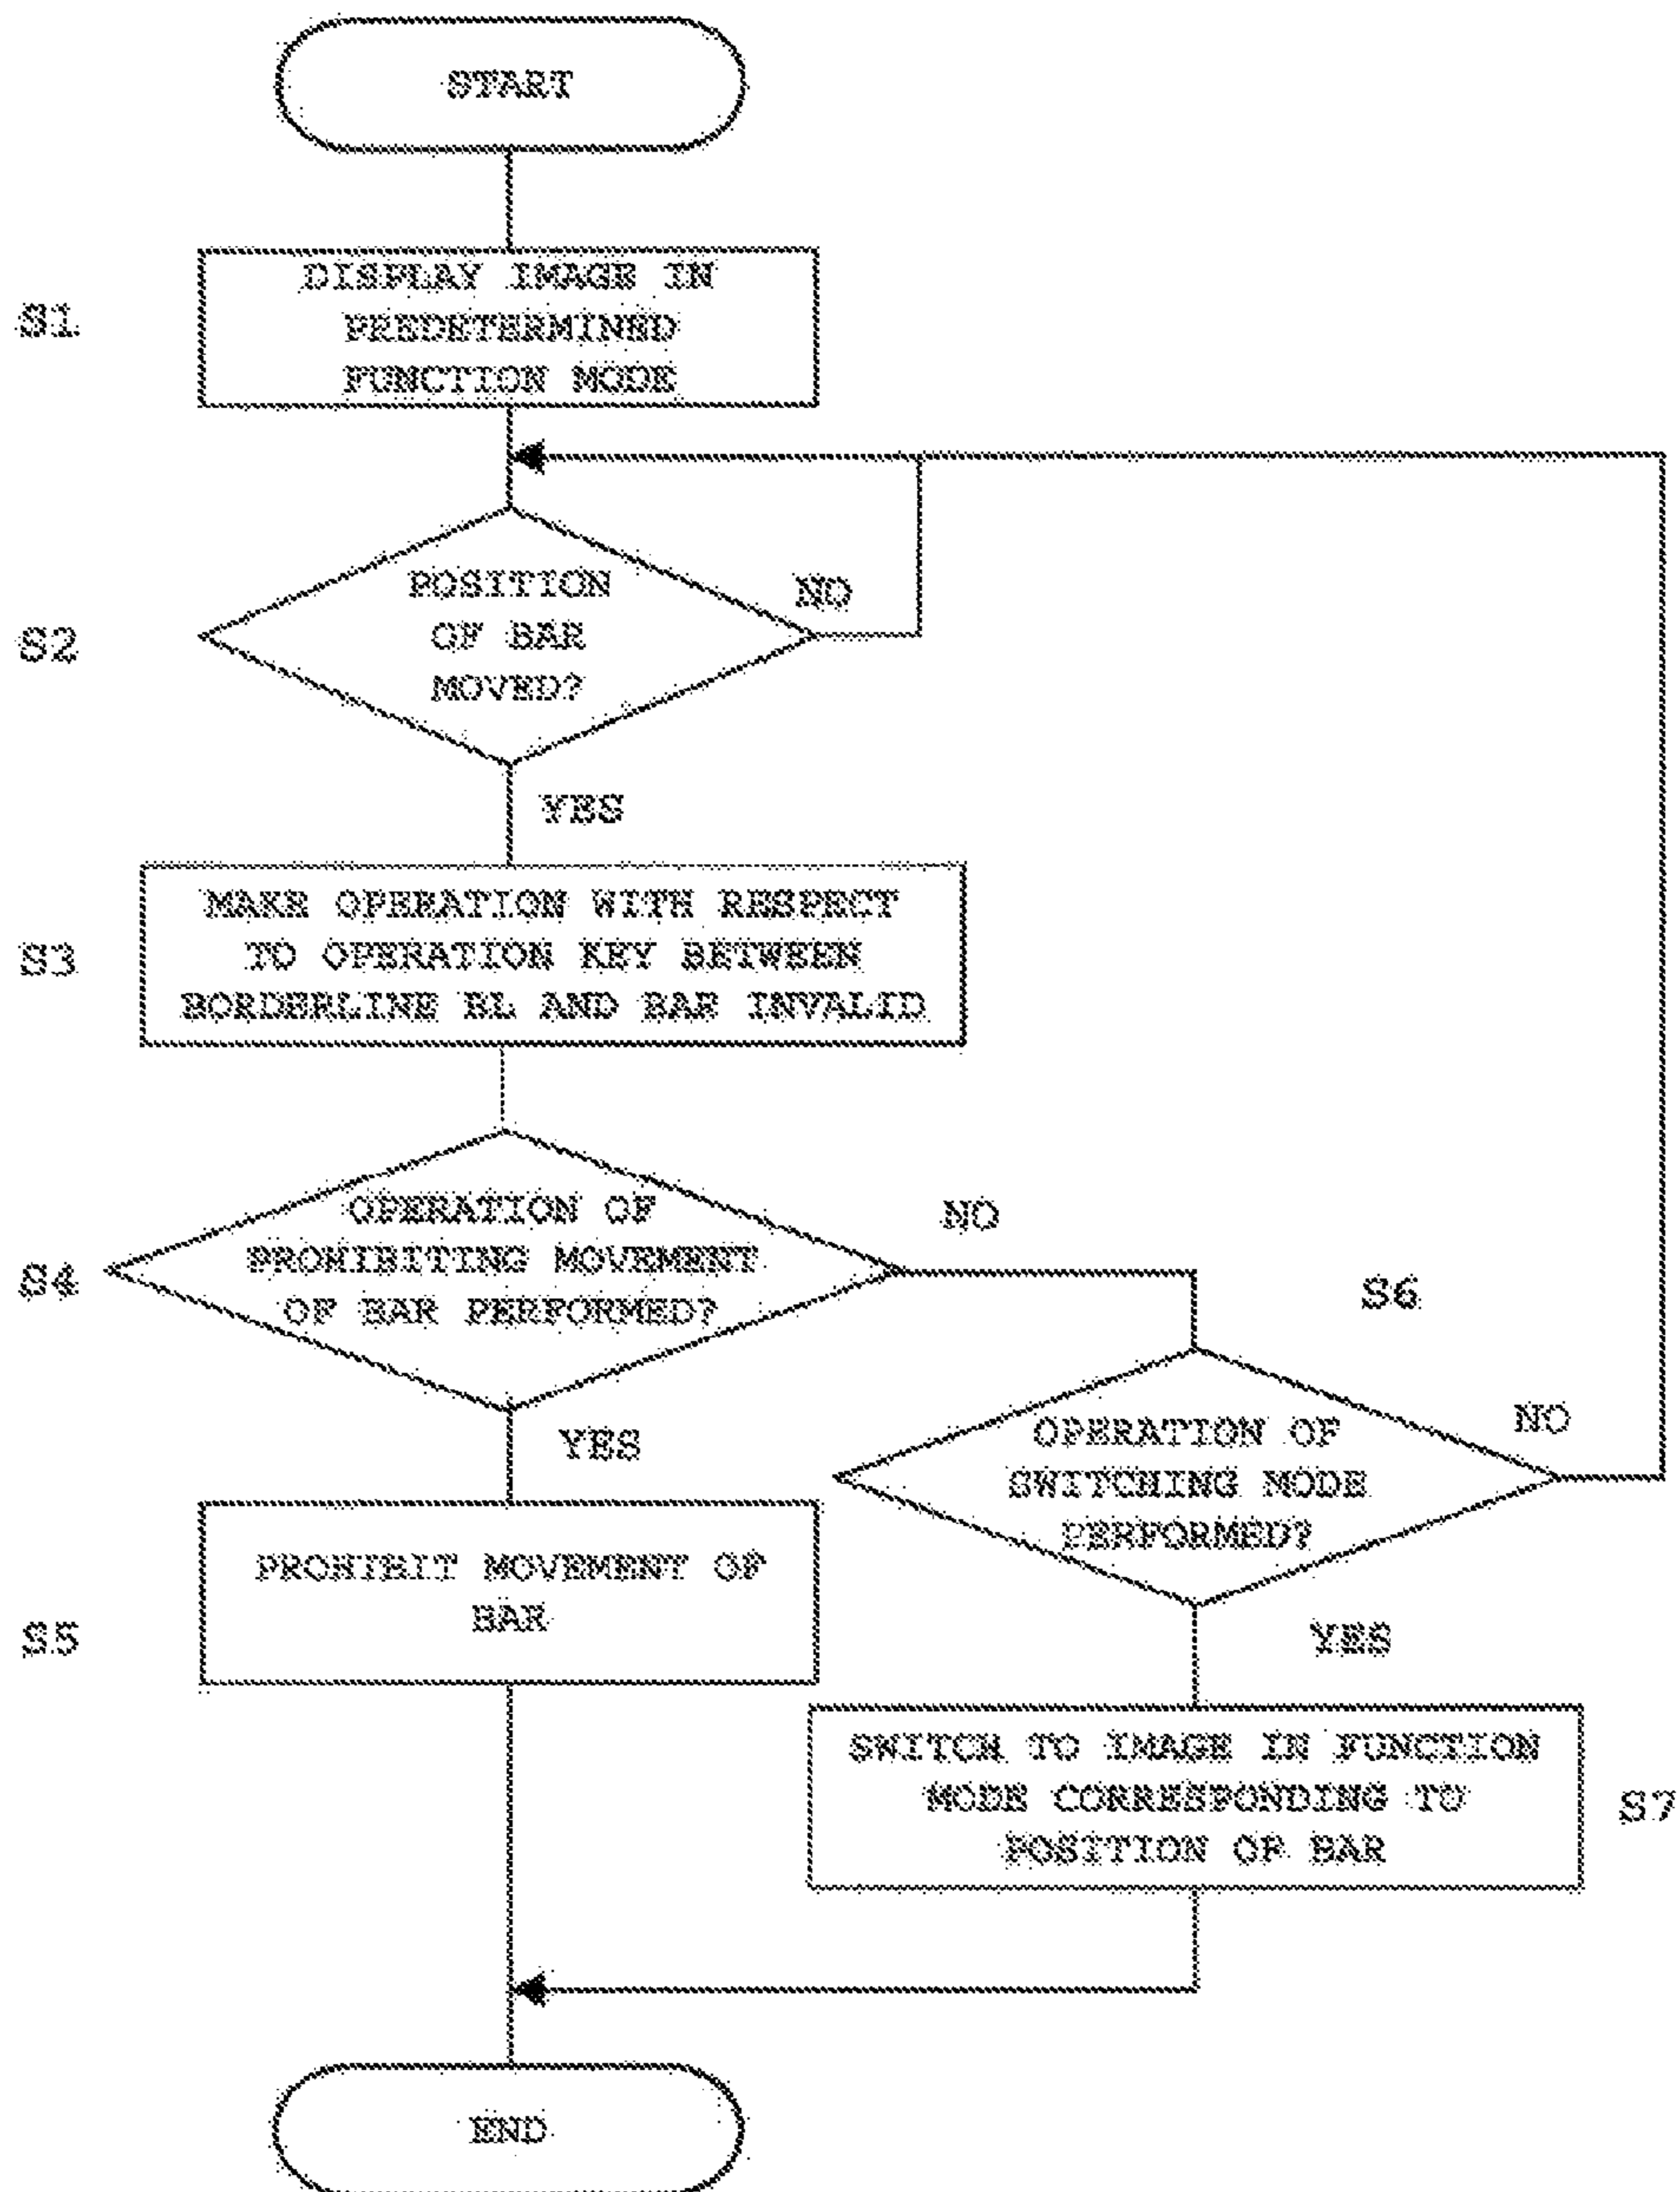 START
S1
DISPLAY IMAGE IN
PREDETERMINED
FUNCTION MODE
S2
POSITION
OF BAR
MOVED?
NO
YES
S3
MAKE OPERATION WITH RESPECT
TO OPERATION KEY BETWEEN
BORDERLINE BL AND BAR INVALID
S4
OPERATION OF
PROHIBITING MOVEMENT
OF BAR PERFORMED?
NO
YES
S5
PROHIBIT MOVEMENT OF
BAR
S6
OPERATION OF
SWITCHING MODE
PERFORMED?
NO
YES
SWITCH TO IMAGE IN FUNCTION
MODE CORRESPONDING TO
POSITION OF BAR
S7
END